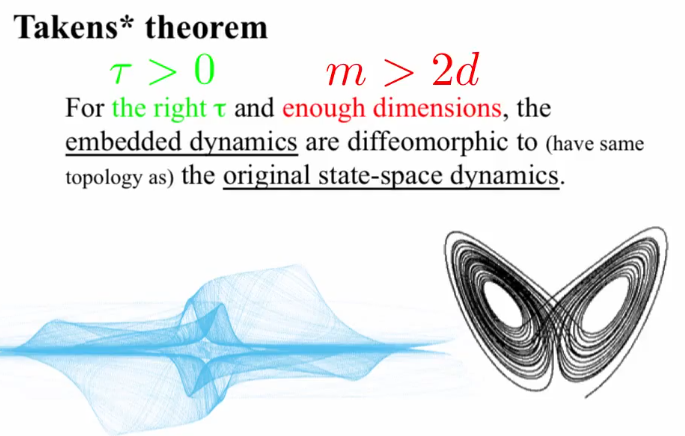 Takens* theorem
τ > 0 m > 2d
For the right τ and enough dimensions, the
embedded dynamics are diffeomorphic to (have same
topology as) the original state-space dynamics.